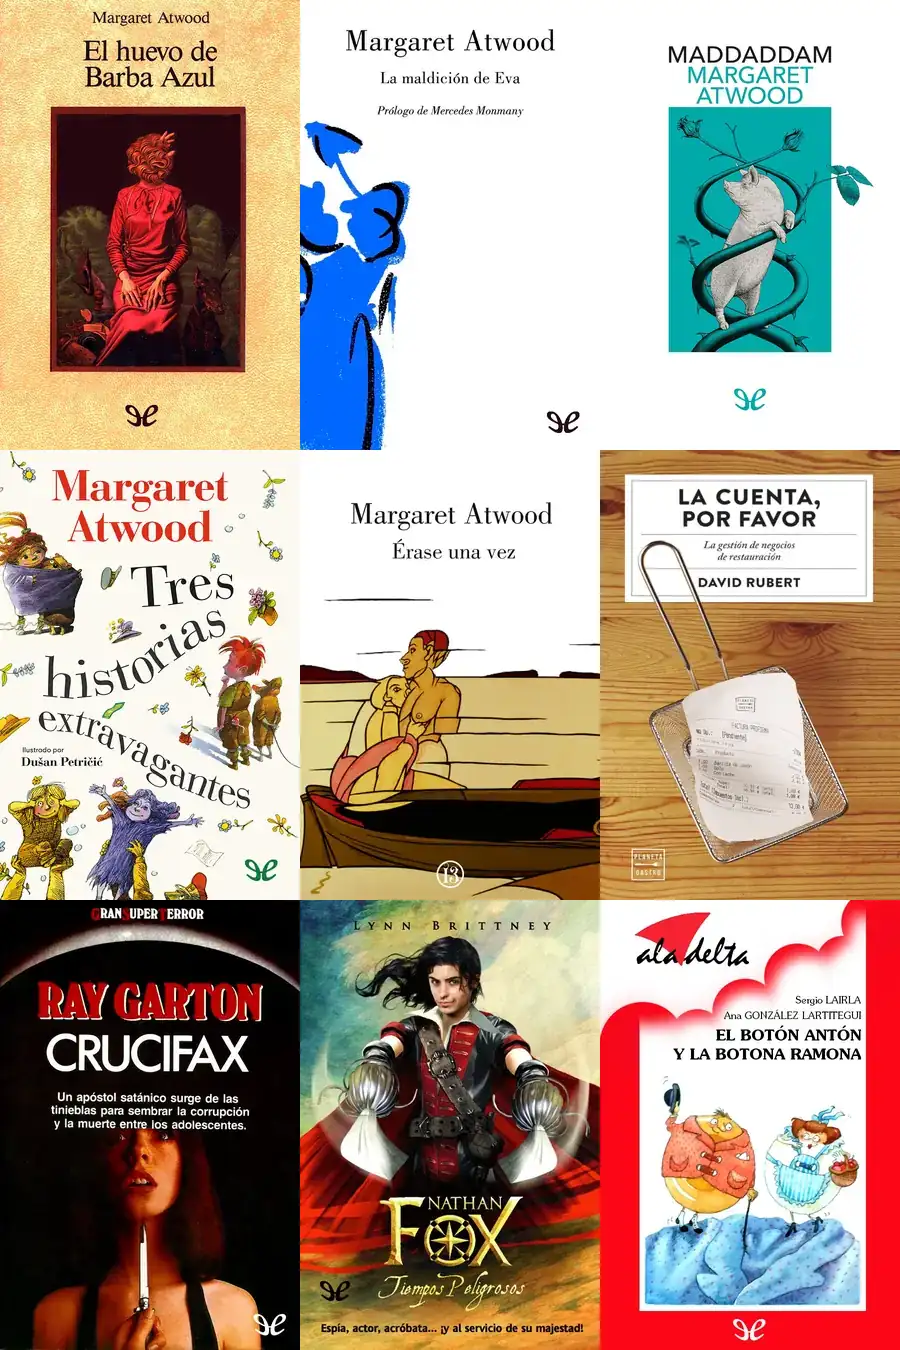 Margaret Atwood
El huevo de
Barba Azul
Margaret Atwood
La maldición de Eva
Prólogo de Mercedes Monmany
MADDADDAM
MARGARET
ATWOOD
Margaret
Atwood
Tres
historias
extravagantes
Ilustrado por
Dušan Petričić
Margaret Atwood
Érase una vez
13
LA CUENTA,
POR FAVOR
La gestión de negocios
de restauración
DAVID RUBERT
FACTURA PROFORMA
PLANETA
GASTRO
GRAN SUPER TERROR
RAY GARTON
CRUCIFAX
Un apóstol satánico surge de las
tinieblas para sembrar la corrupción
y la muerte entre los adolescentes.
LYNN BRITTNEY
NATHAN
FOX
Tiempos Peligrosos
Espía, actor, acróbata... ¡y al servicio de su majestad!
ala delta
Sergio LAIRLA
Ana GONZÁLEZ LARTITEGUI
EL BOTÓN ANTÓN
Y LA BOTONA RAMONA